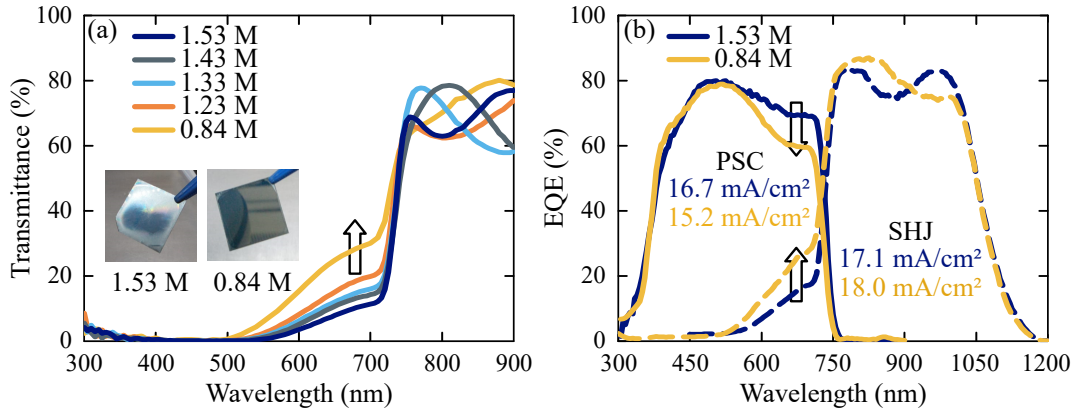 (a)
1.53 M
1.43 M
1.33 M
1.23 M
0.84 M
1.53 M 0.84 M
Transmittance (%)
100
80
60
40
20
0
300 400 500 600 700 800 900
Wavelength (nm)
(b)
1.53 M
0.84 M
PSC
16.7 mA/cm²
15.2 mA/cm²
SHJ
17.1 mA/cm²
18.0 mA/cm²
EQE (%)
100
80
60
40
20
0
300 450 600 750 900 1050 1200
Wavelength (nm)